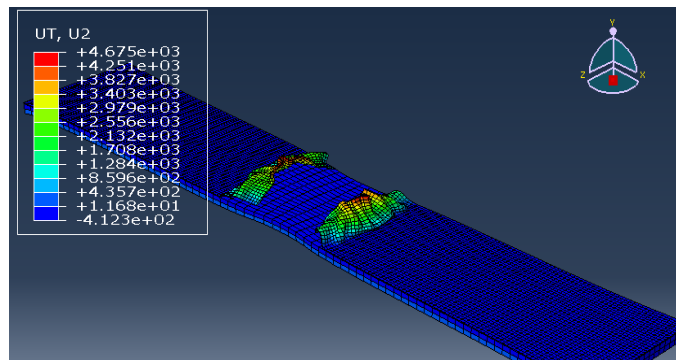 UT, U2
+4.675e+03
+4.251e+03
+3.827e+03
+3.403e+03
+2.979e+03
+2.556e+03
+2.132e+03
+1.708e+03
+1.284e+03
+8.596e+02
+4.357e+02
+1.168e+01
-4.123e+02
Y
Z
X